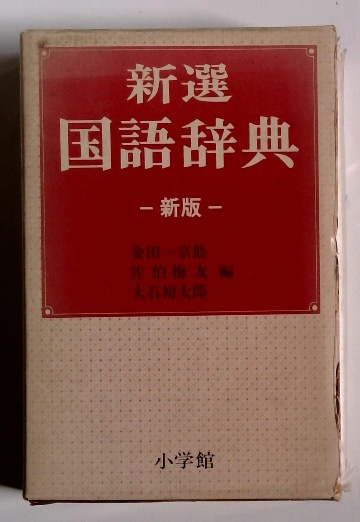 新選
国語辞典
－新版－
金田一京助
佐伯梅友 編
大石初太郎
小学館